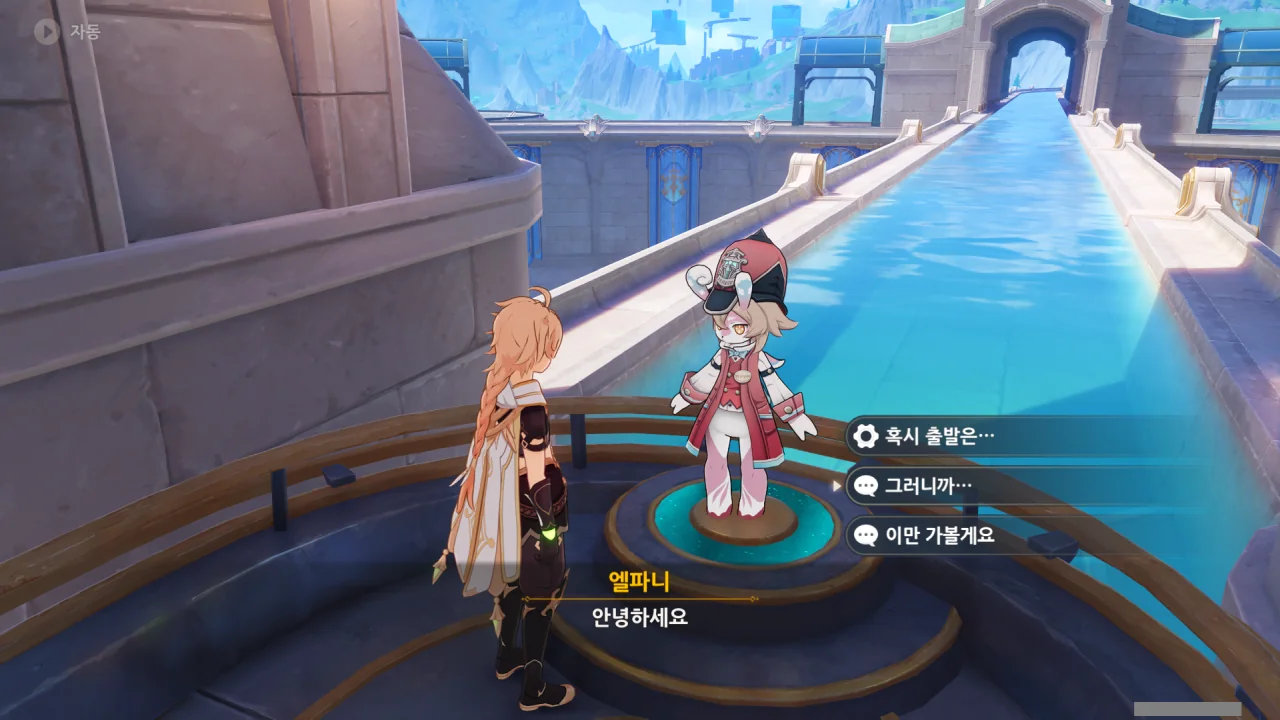 자동
혹시 출발은…
그러니까…
이만 가볼게요
엘파니
안녕하세요